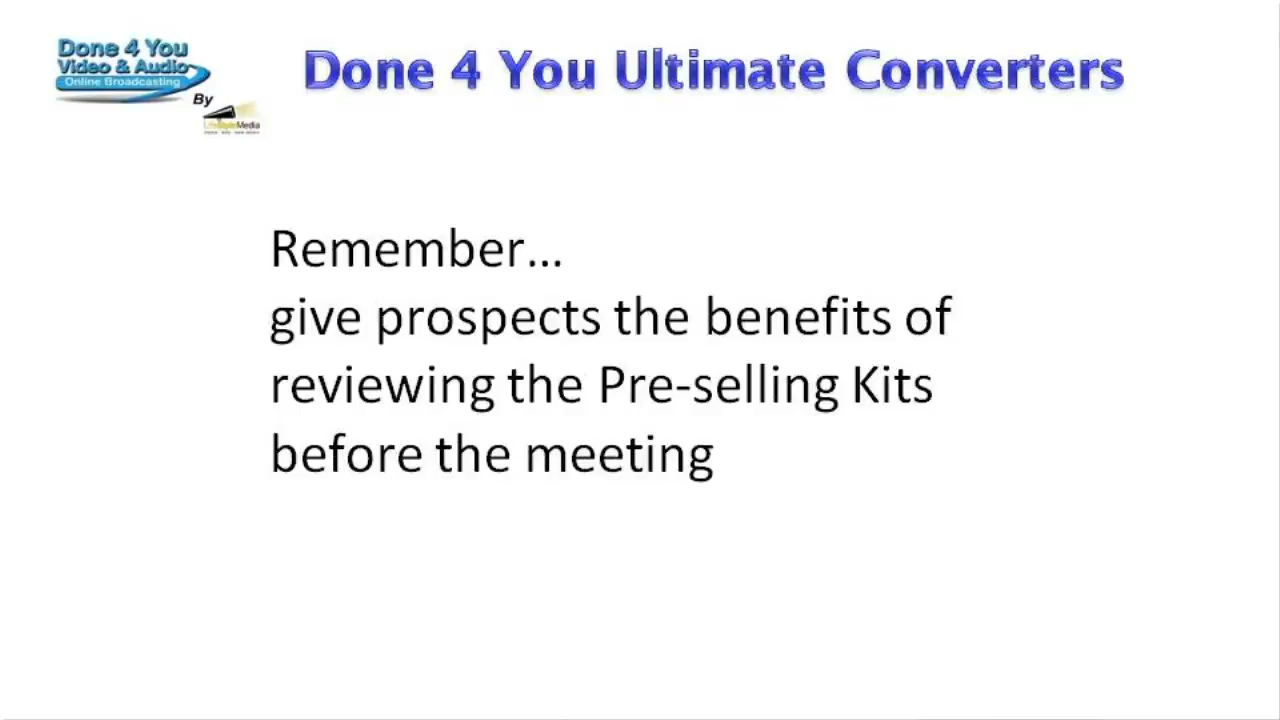 Done 4 You
Video & Audio
Online Broadcasting
By
LifestyleMedia
Done 4 You Ultimate Converters
Remember...
give prospects the benefits of
reviewing the Pre-selling Kits
before the meeting